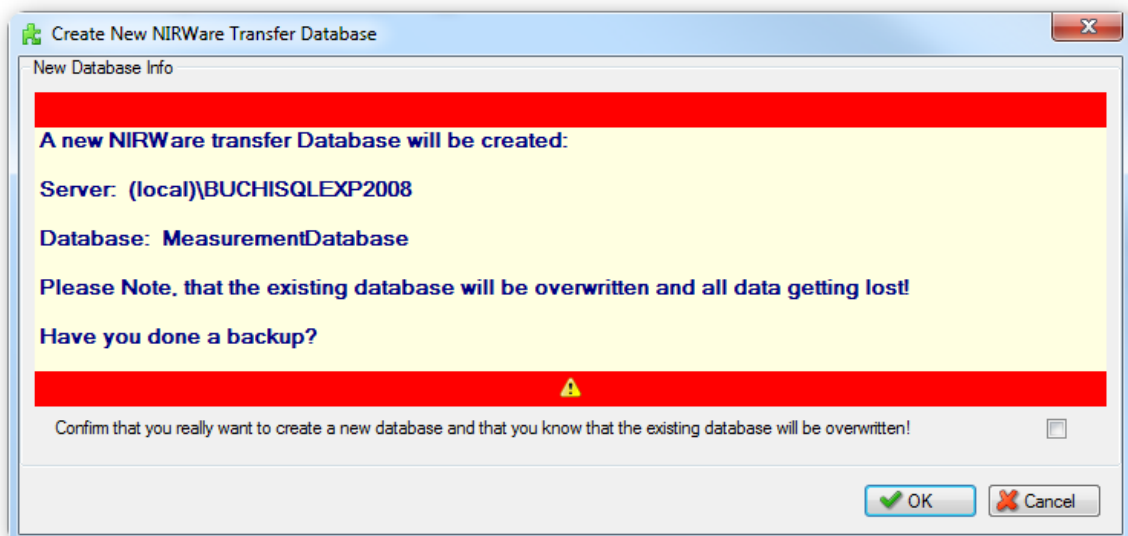 Create New NIRWare Transfer Database
New Database Info
A new NIRWare transfer Database will be created:
Server: (local)\BUCHISQLEXP2008
Database: MeasurementDatabase
Please Note, that the existing database will be overwritten and all data getting lost!
Have you done a backup?
Confirm that you really want to create a new database and that you know that the existing database will be overwritten!
OK
Cancel